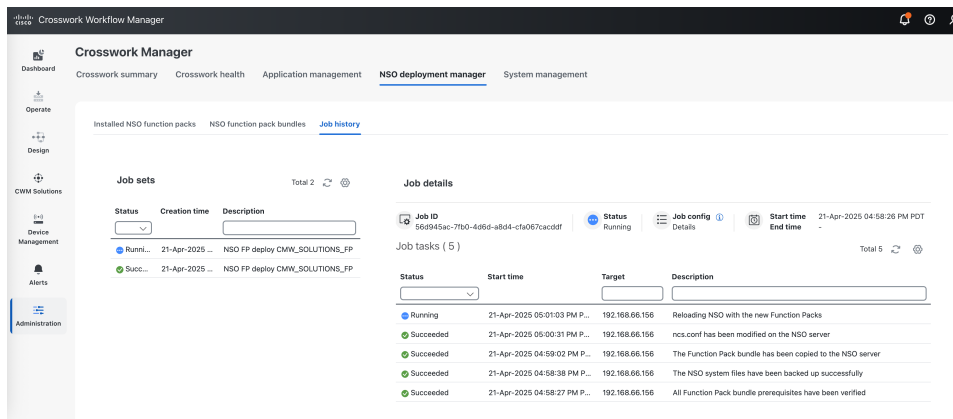 CISCO Crosswork Workflow Manager
Crosswork Manager
Crosswork summary Crosswork health Application management NSO deployment manager System management
Dashboard
Operate
Design
CWM Solutions
Device Management
Alerts
Administration
Installed NSO function packs NSO function pack bundles Job history
Job sets
Total 2
Status Creation time Description
Runni... 21-Apr-2025 ... NSO FP deploy CMW_SOLUTIONS_FP
Succ... 21-Apr-2025 ... NSO FP deploy CMW_SOLUTIONS_FP
Job details
Job ID
56d945ac-7fb0-4d6d-a8d4-cfa067cacddf
Status
Running
Job config
Details
Start time 21-Apr-2025 04:58:26 PM PDT
End time -
Job tasks ( 5 )
Total 5
Status Start time Target Description
Running 21-Apr-2025 05:01:03 PM P... 192.168.66.156 Reloading NSO with the new Function Packs
Succeeded 21-Apr-2025 05:00:31 PM P... 192.168.66.156 ncs.conf has been modified on the NSO server
Succeeded 21-Apr-2025 04:59:02 PM P... 192.168.66.156 The Function Pack bundle has been copied to the NSO server
Succeeded 21-Apr-2025 04:58:38 PM P... 192.168.66.156 The NSO system files have been backed up successfully
Succeeded 21-Apr-2025 04:58:27 PM P... 192.168.66.156 All Function Pack bundle prerequisites have been verified